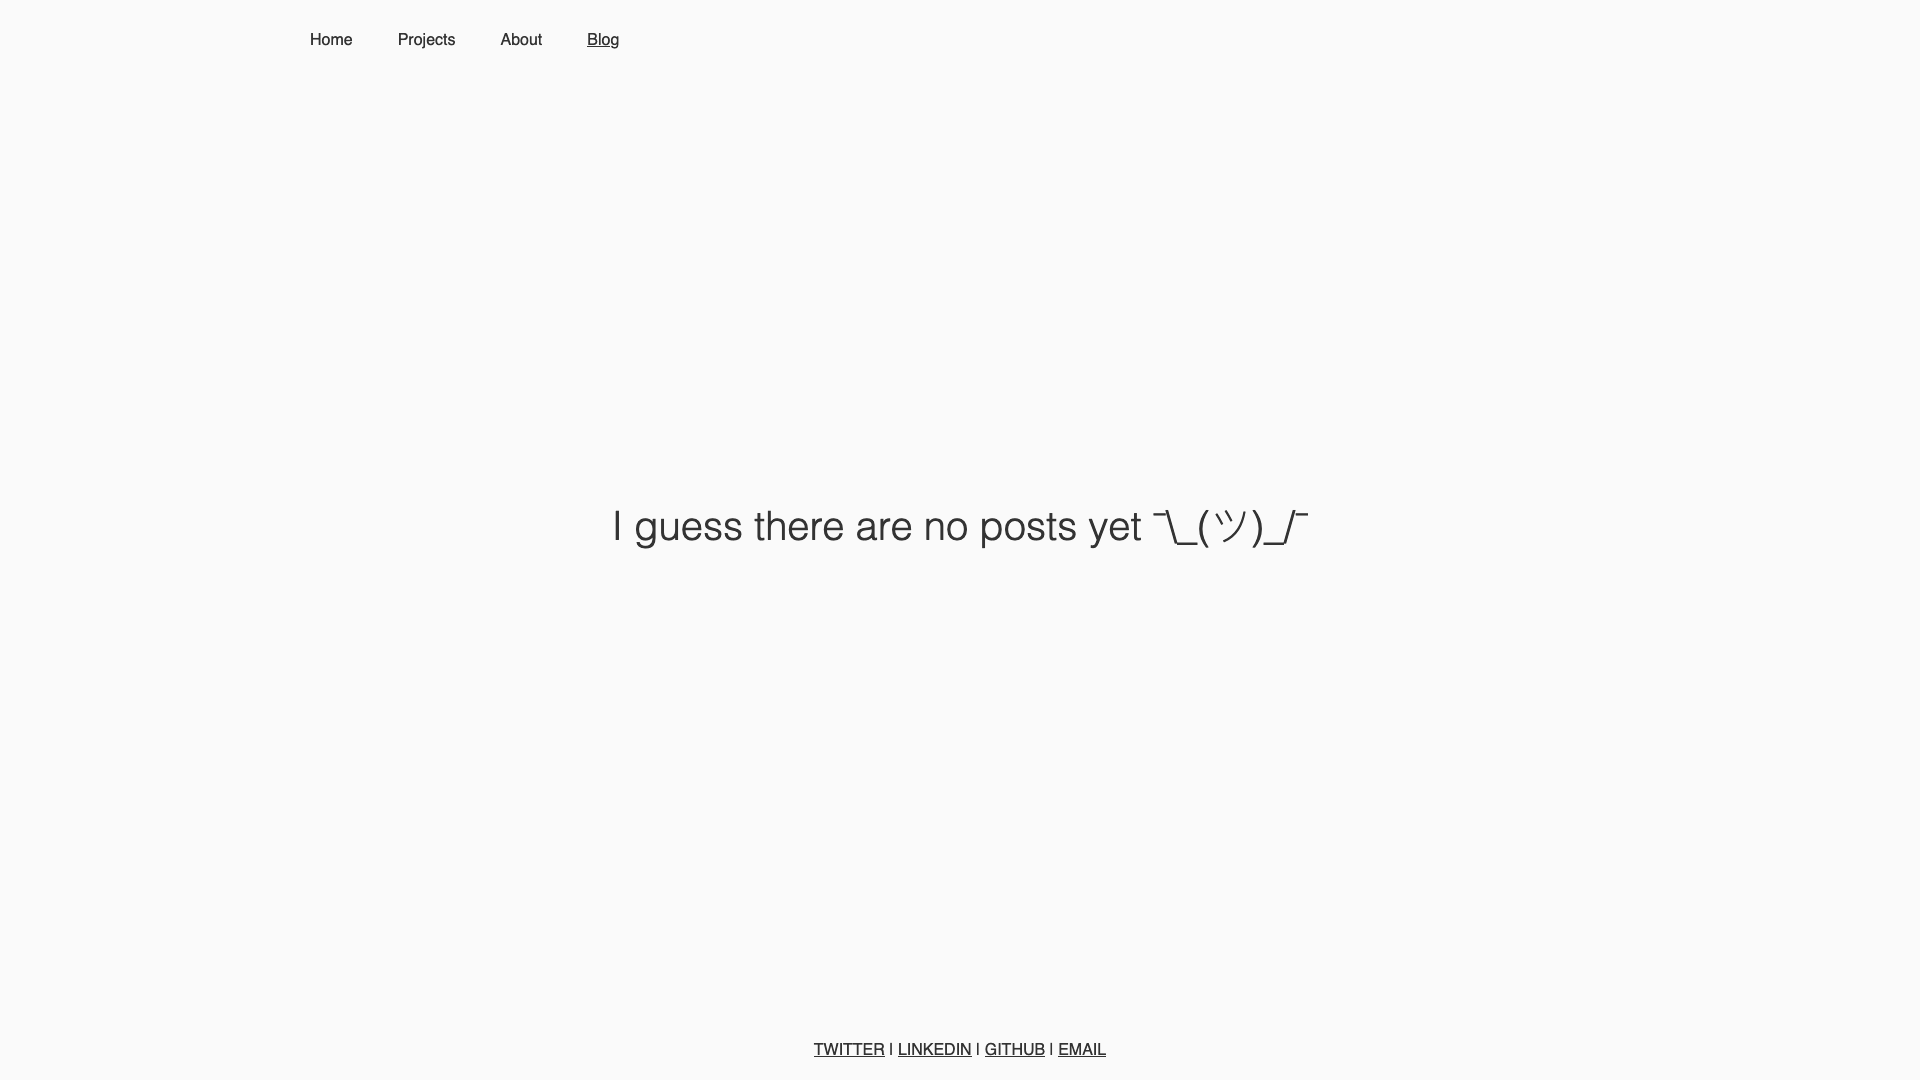 Home Projects About Blog
I guess there are no posts yet ¯\_(ツ)_/¯
TWITTER | LINKEDIN | GITHUB | EMAIL